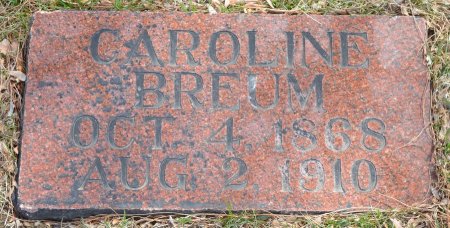 CAROLINE
BREUM
OCT. 4, 1868
AUG. 2, 1910